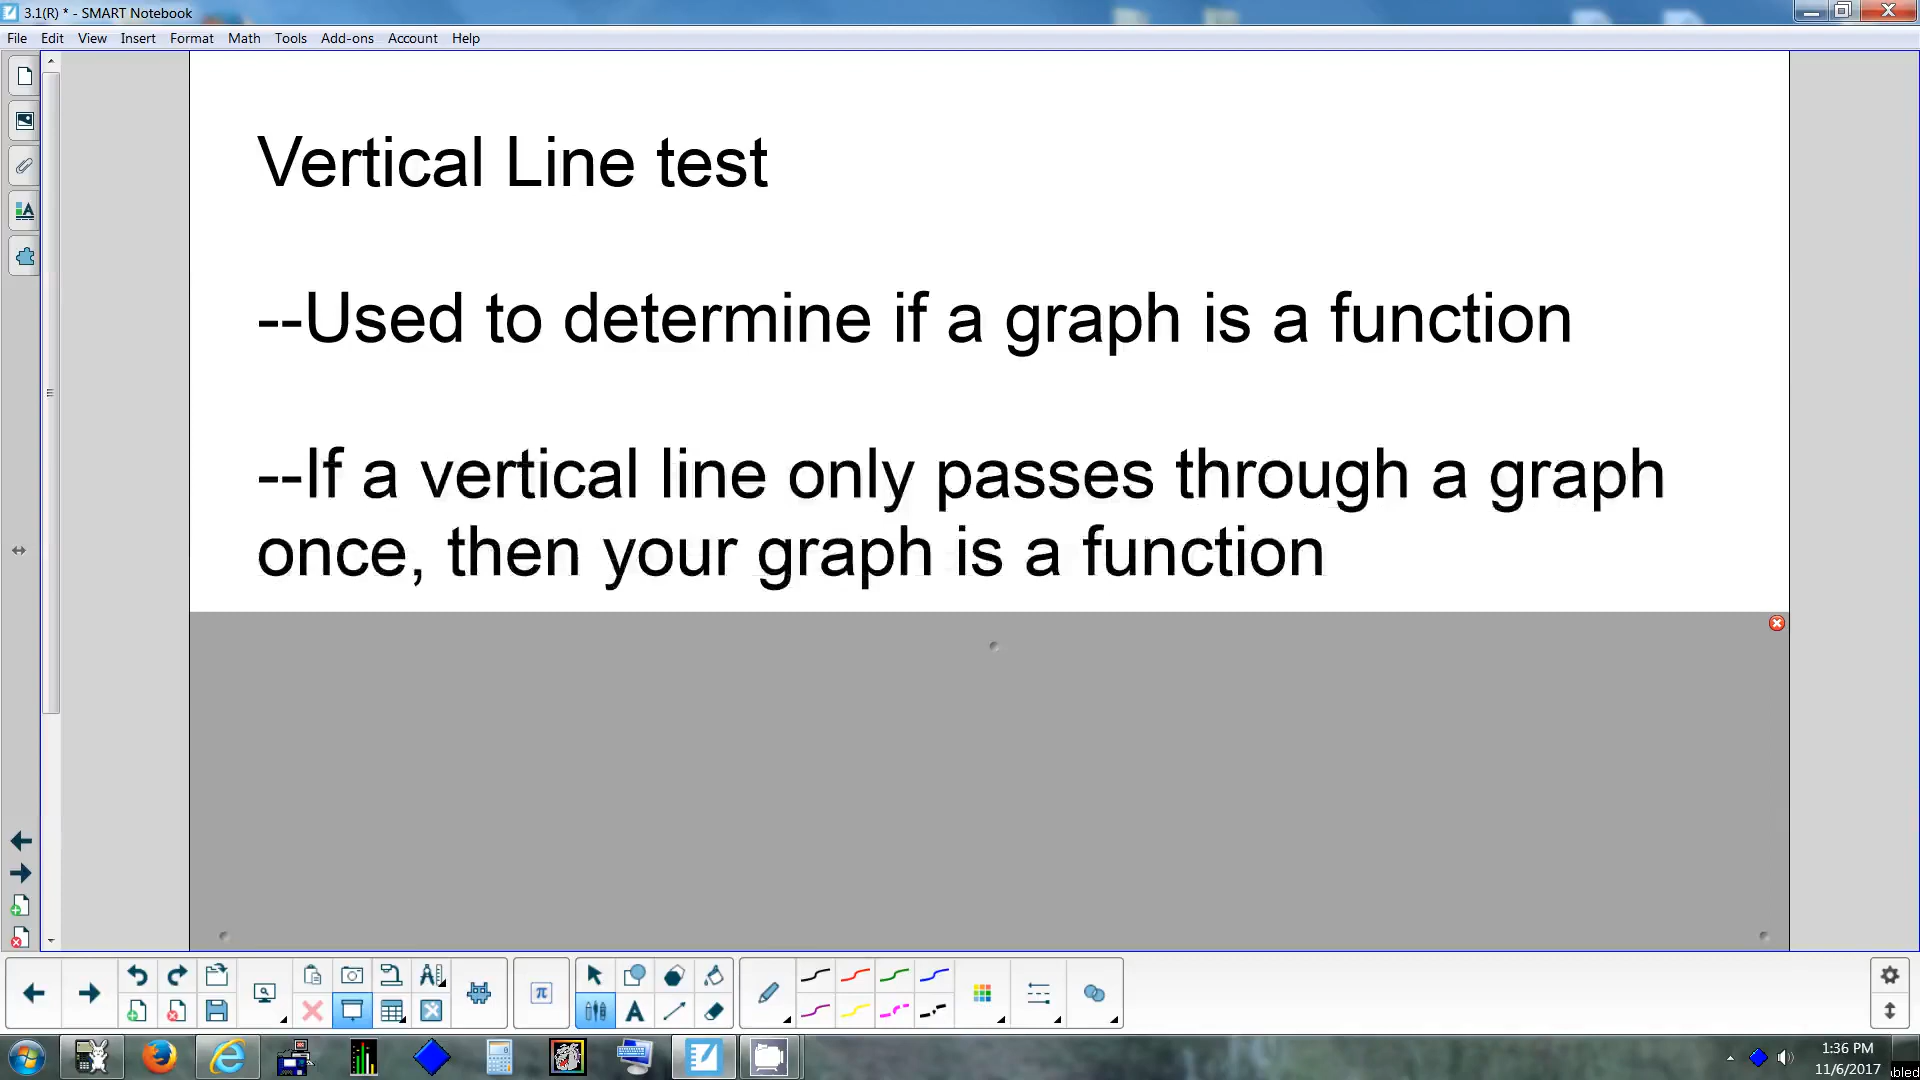 3.1(R) * - SMART Notebook
File Edit View Insert Format Math Tools Add-ons Account Help
Vertical Line test
--Used to determine if a graph is a function
--If a vertical line only passes through a graph
once, then your graph is a function
1:36 PM
11/6/2017
bled